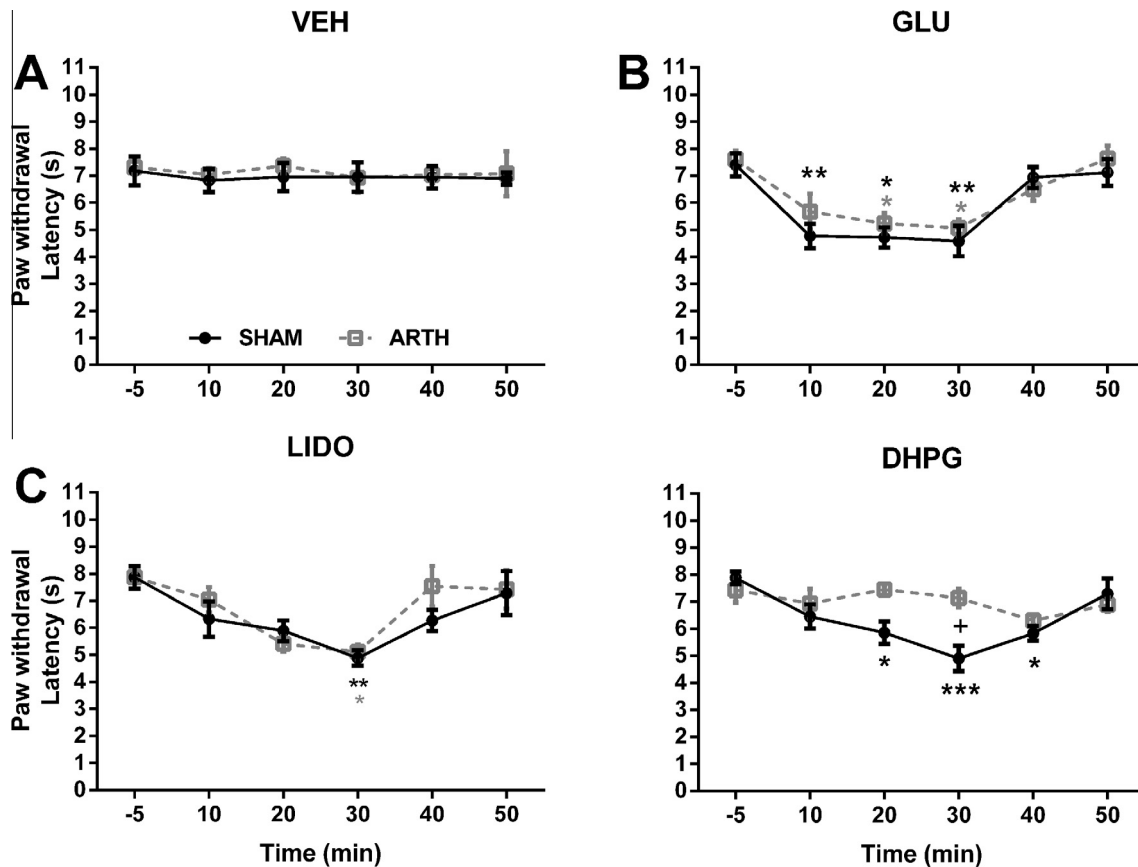 VEH
A
Paw withdrawal
Latency (s)
11
10
9
8
7
6
5
4
3
2
1
0
SHAM ARTH
-5 10 20 30 40 50
GLU
B
11
10
9
8
7
6
5
4
3
2
1
0
** * **
* *
-5 10 20 30 40 50
LIDO
C
Paw withdrawal
Latency (s)
11
10
9
8
7
6
5
4
3
2
1
0
**
*
-5 10 20 30 40 50
Time (min)
DHPG
11
10
9
8
7
6
5
4
3
2
1
0
+
* *** *
-5 10 20 30 40 50
Time (min)